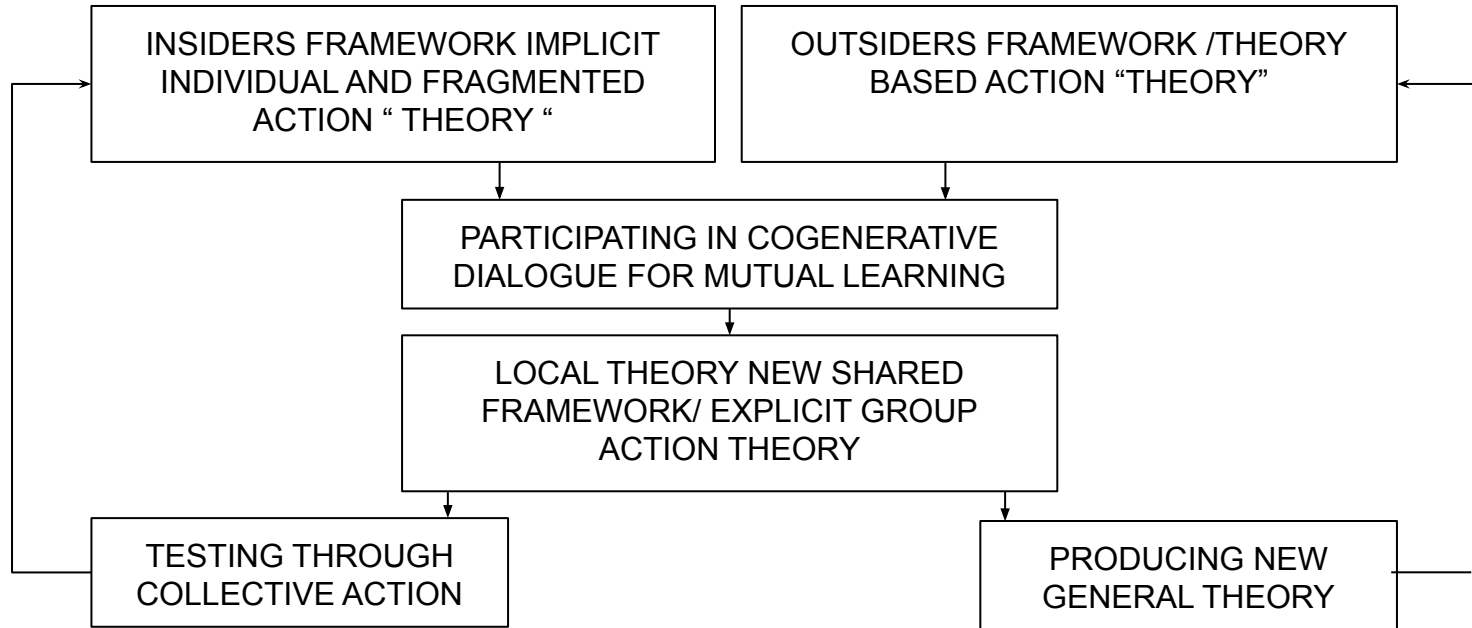 INSIDERS FRAMEWORK IMPLICIT
INDIVIDUAL AND FRAGMENTED
ACTION “ THEORY “
OUTSIDERS FRAMEWORK /THEORY
BASED ACTION “THEORY”
PARTICIPATING IN COGENERATIVE
DIALOGUE FOR MUTUAL LEARNING
LOCAL THEORY NEW SHARED
FRAMEWORK/ EXPLICIT GROUP
ACTION THEORY
TESTING THROUGH
COLLECTIVE ACTION
PRODUCING NEW
GENERAL THEORY